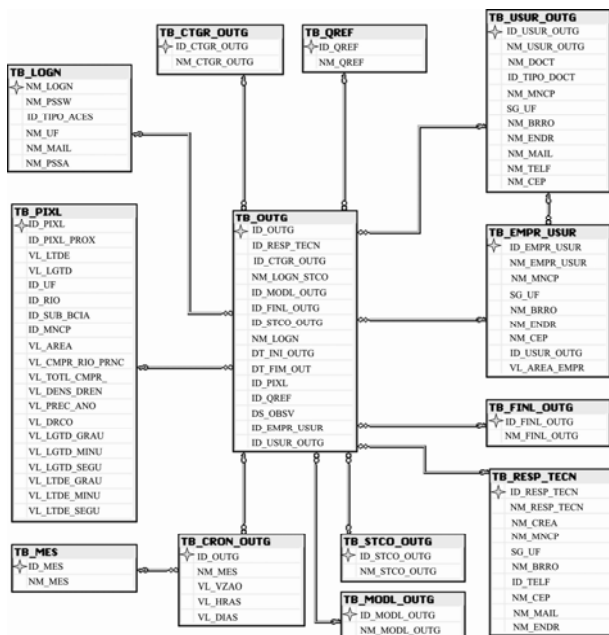 TB_CTGR_OUTG
ID_CTGR_OUTG
NM_CTGR_OUTG
TB_QREF
ID_QREF
NM_QREF
TB_USUR_OUTG
ID_USUR_OUTG
NM_USUR_OUTG
NM_DOCT
ID_TIPO_DOCT
NM_MNCP
SG_UF
NM_BRRO
NM_ENDR
NM_MAIL
NM_TELF
NM_CEP
TB_LOGN
NM_LOGN
NM_PSSW
ID_TIPO_ACES
NM_UF
NM_MAIL
NM_PSSA
TB_PIXL
ID_PIXL
ID_PIXL_PROX
VL_LTDE
VL_LGTD
ID_UF
ID_RIO
ID_SUB_BCIA
ID_MNCP
VL_AREA
VL_CMPR_RIO_PRNC
VL_TOTL_CMPR_
VL_DENS_DREN
VL_PREC_ANO
VL_DRCO
VL_LGTD_GRAU
VL_LGTD_MINU
VL_LGTD_SEGU
VL_LTDE_GRAU
VL_LTDE_MINU
VL_LTDE_SEGU
TB_OUTG
ID_OUTG
ID_RESP_TECN
ID_CTGR_OUTG
NM_LOGN_STCO
ID_MODL_OUTG
ID_FINL_OUTG
ID_STCO_OUTG
NM_LOGN
DT_INI_OUTG
DT_FIM_OUT
ID_PIXL
ID_QREF
DS_OBSV
ID_EMPR_USUR
ID_USUR_OUTG
TB_EMPR_USUR
ID_EMPR_USUR
NM_EMPR_USUR
NM_MNCP
SG_UF
NM_BRRO
NM_ENDR
NM_CEP
ID_USUR_OUTG
VL_AREA_EMPR
TB_FINL_OUTG
ID_FINL_OUTG
NM_FINL_OUTG
TB_RESP_TECN
ID_RESP_TECN
NM_RESP_TECN
NM_CREA
NM_MNCP
SG_UF
NM_BRRO
ID_TELF
NM_CEP
NM_MAIL
NM_ENDR
TB_MES
ID_MES
NM_MES
TB_CRON_OUTG
ID_OUTG
NM_MES
VL_VZAO
VL_HRAS
VL_DIAS
TB_STCO_OUTG
ID_STCO_OUTG
NM_STCO_OUTG
TB_MODL_OUTG
ID_MODL_OUTG
NM_MODL_OUTG